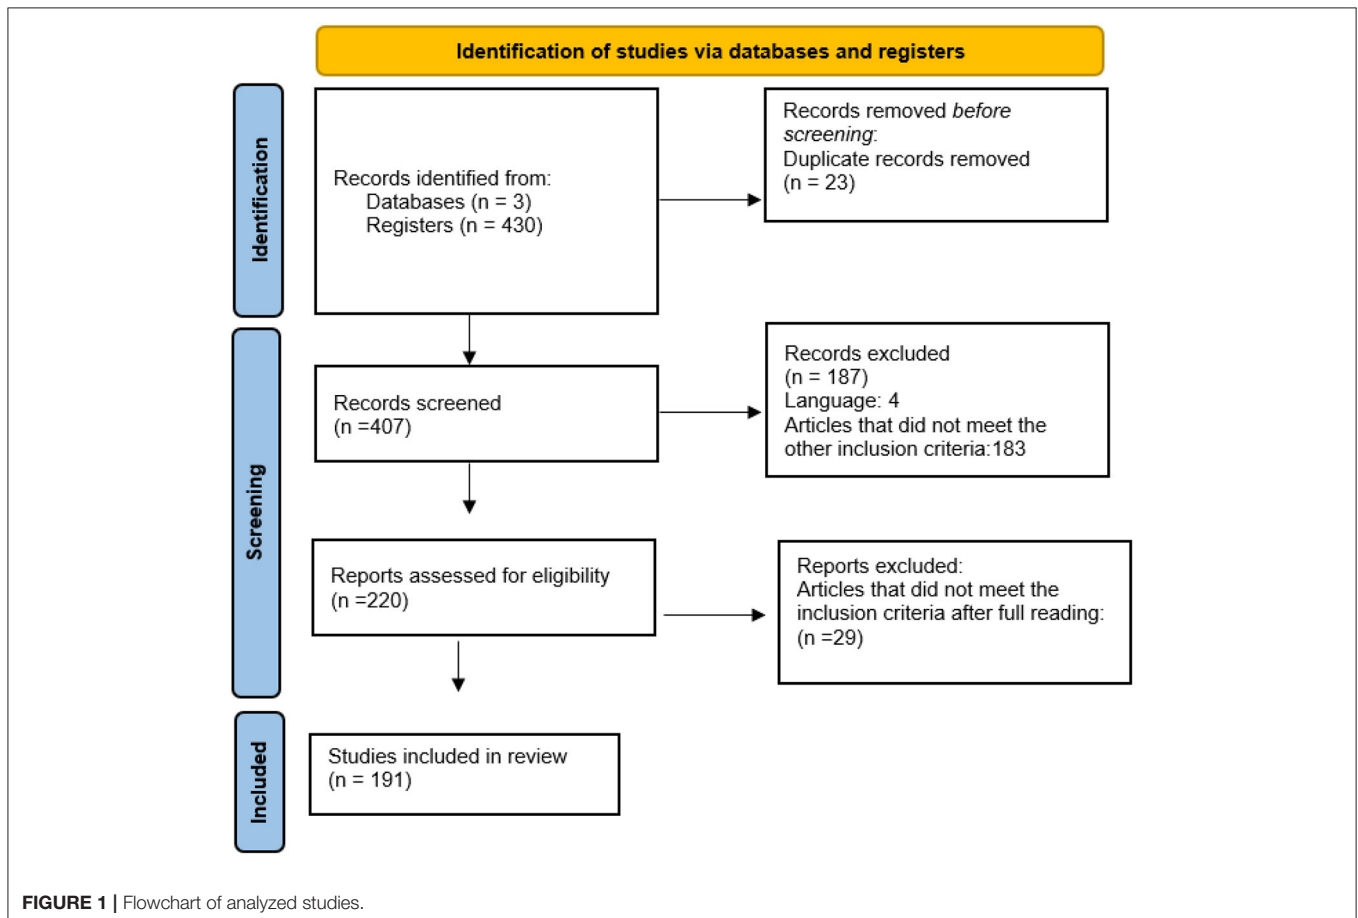 Identification of studies via databases and registers
Identification
Records identified from:
Databases (n = 3)
Registers (n = 430)
Records removed before
screening:
Duplicate records removed
(n = 23)
Screening
Records screened
(n =407)
Records excluded
(n = 187)
Language: 4
Articles that did not meet the
other inclusion criteria:183
Reports assessed for eligibility
(n =220)
Reports excluded:
Articles that did not meet the
inclusion criteria after full reading:
(n =29)
Included
Studies included in review
(n = 191)
FIGURE 1 | Flowchart of analyzed studies.